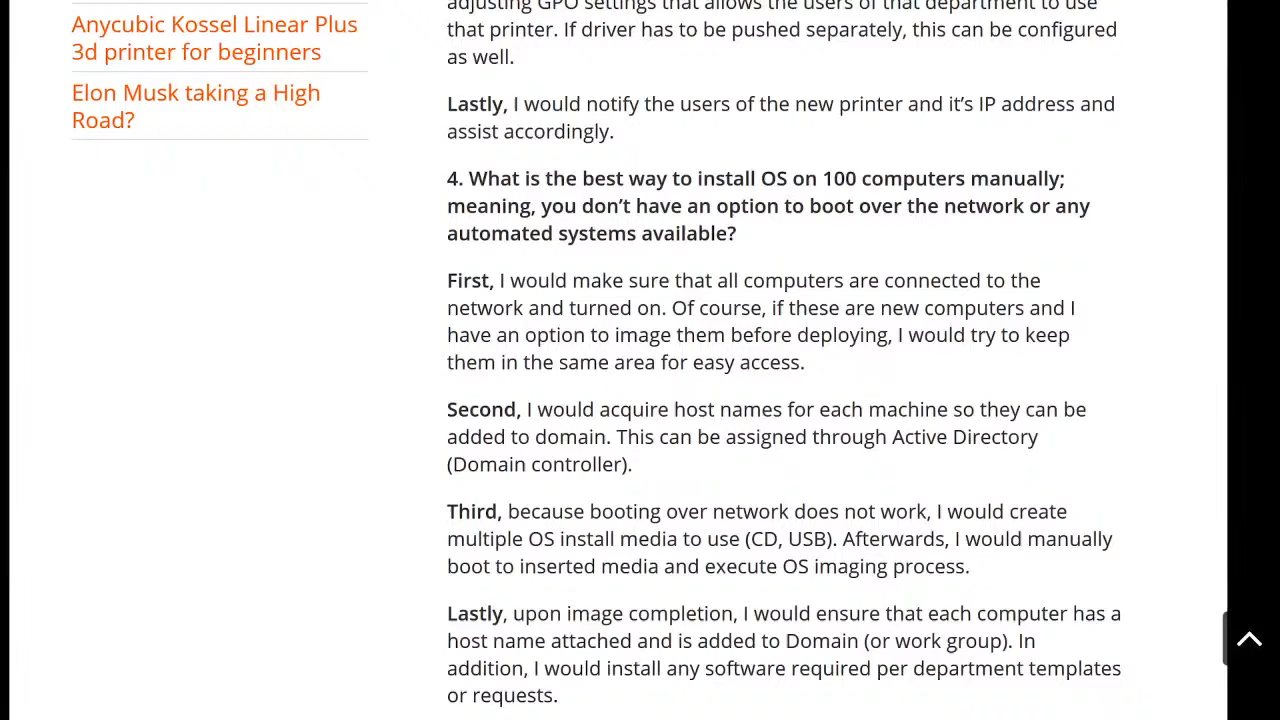 Anycubic Kossel Linear Plus
3d printer for beginners
Elon Musk taking a High
Road?
adjusting GPO settings that allows the users of that department to use
that printer. If driver has to be pushed separately, this can be configured
as well.
Lastly, I would notify the users of the new printer and it’s IP address and
assist accordingly.
4. What is the best way to install OS on 100 computers manually;
meaning, you don’t have an option to boot over the network or any
automated systems available?
First, I would make sure that all computers are connected to the
network and turned on. Of course, if these are new computers and I
have an option to image them before deploying, I would try to keep
them in the same area for easy access.
Second, I would acquire host names for each machine so they can be
added to domain. This can be assigned through Active Directory
(Domain controller).
Third, because booting over network does not work, I would create
multiple OS install media to use (CD, USB). Afterwards, I would manually
boot to inserted media and execute OS imaging process.
Lastly, upon image completion, I would ensure that each computer has a
host name attached and is added to Domain (or work group). In
addition, I would install any software required per department templates
or requests.